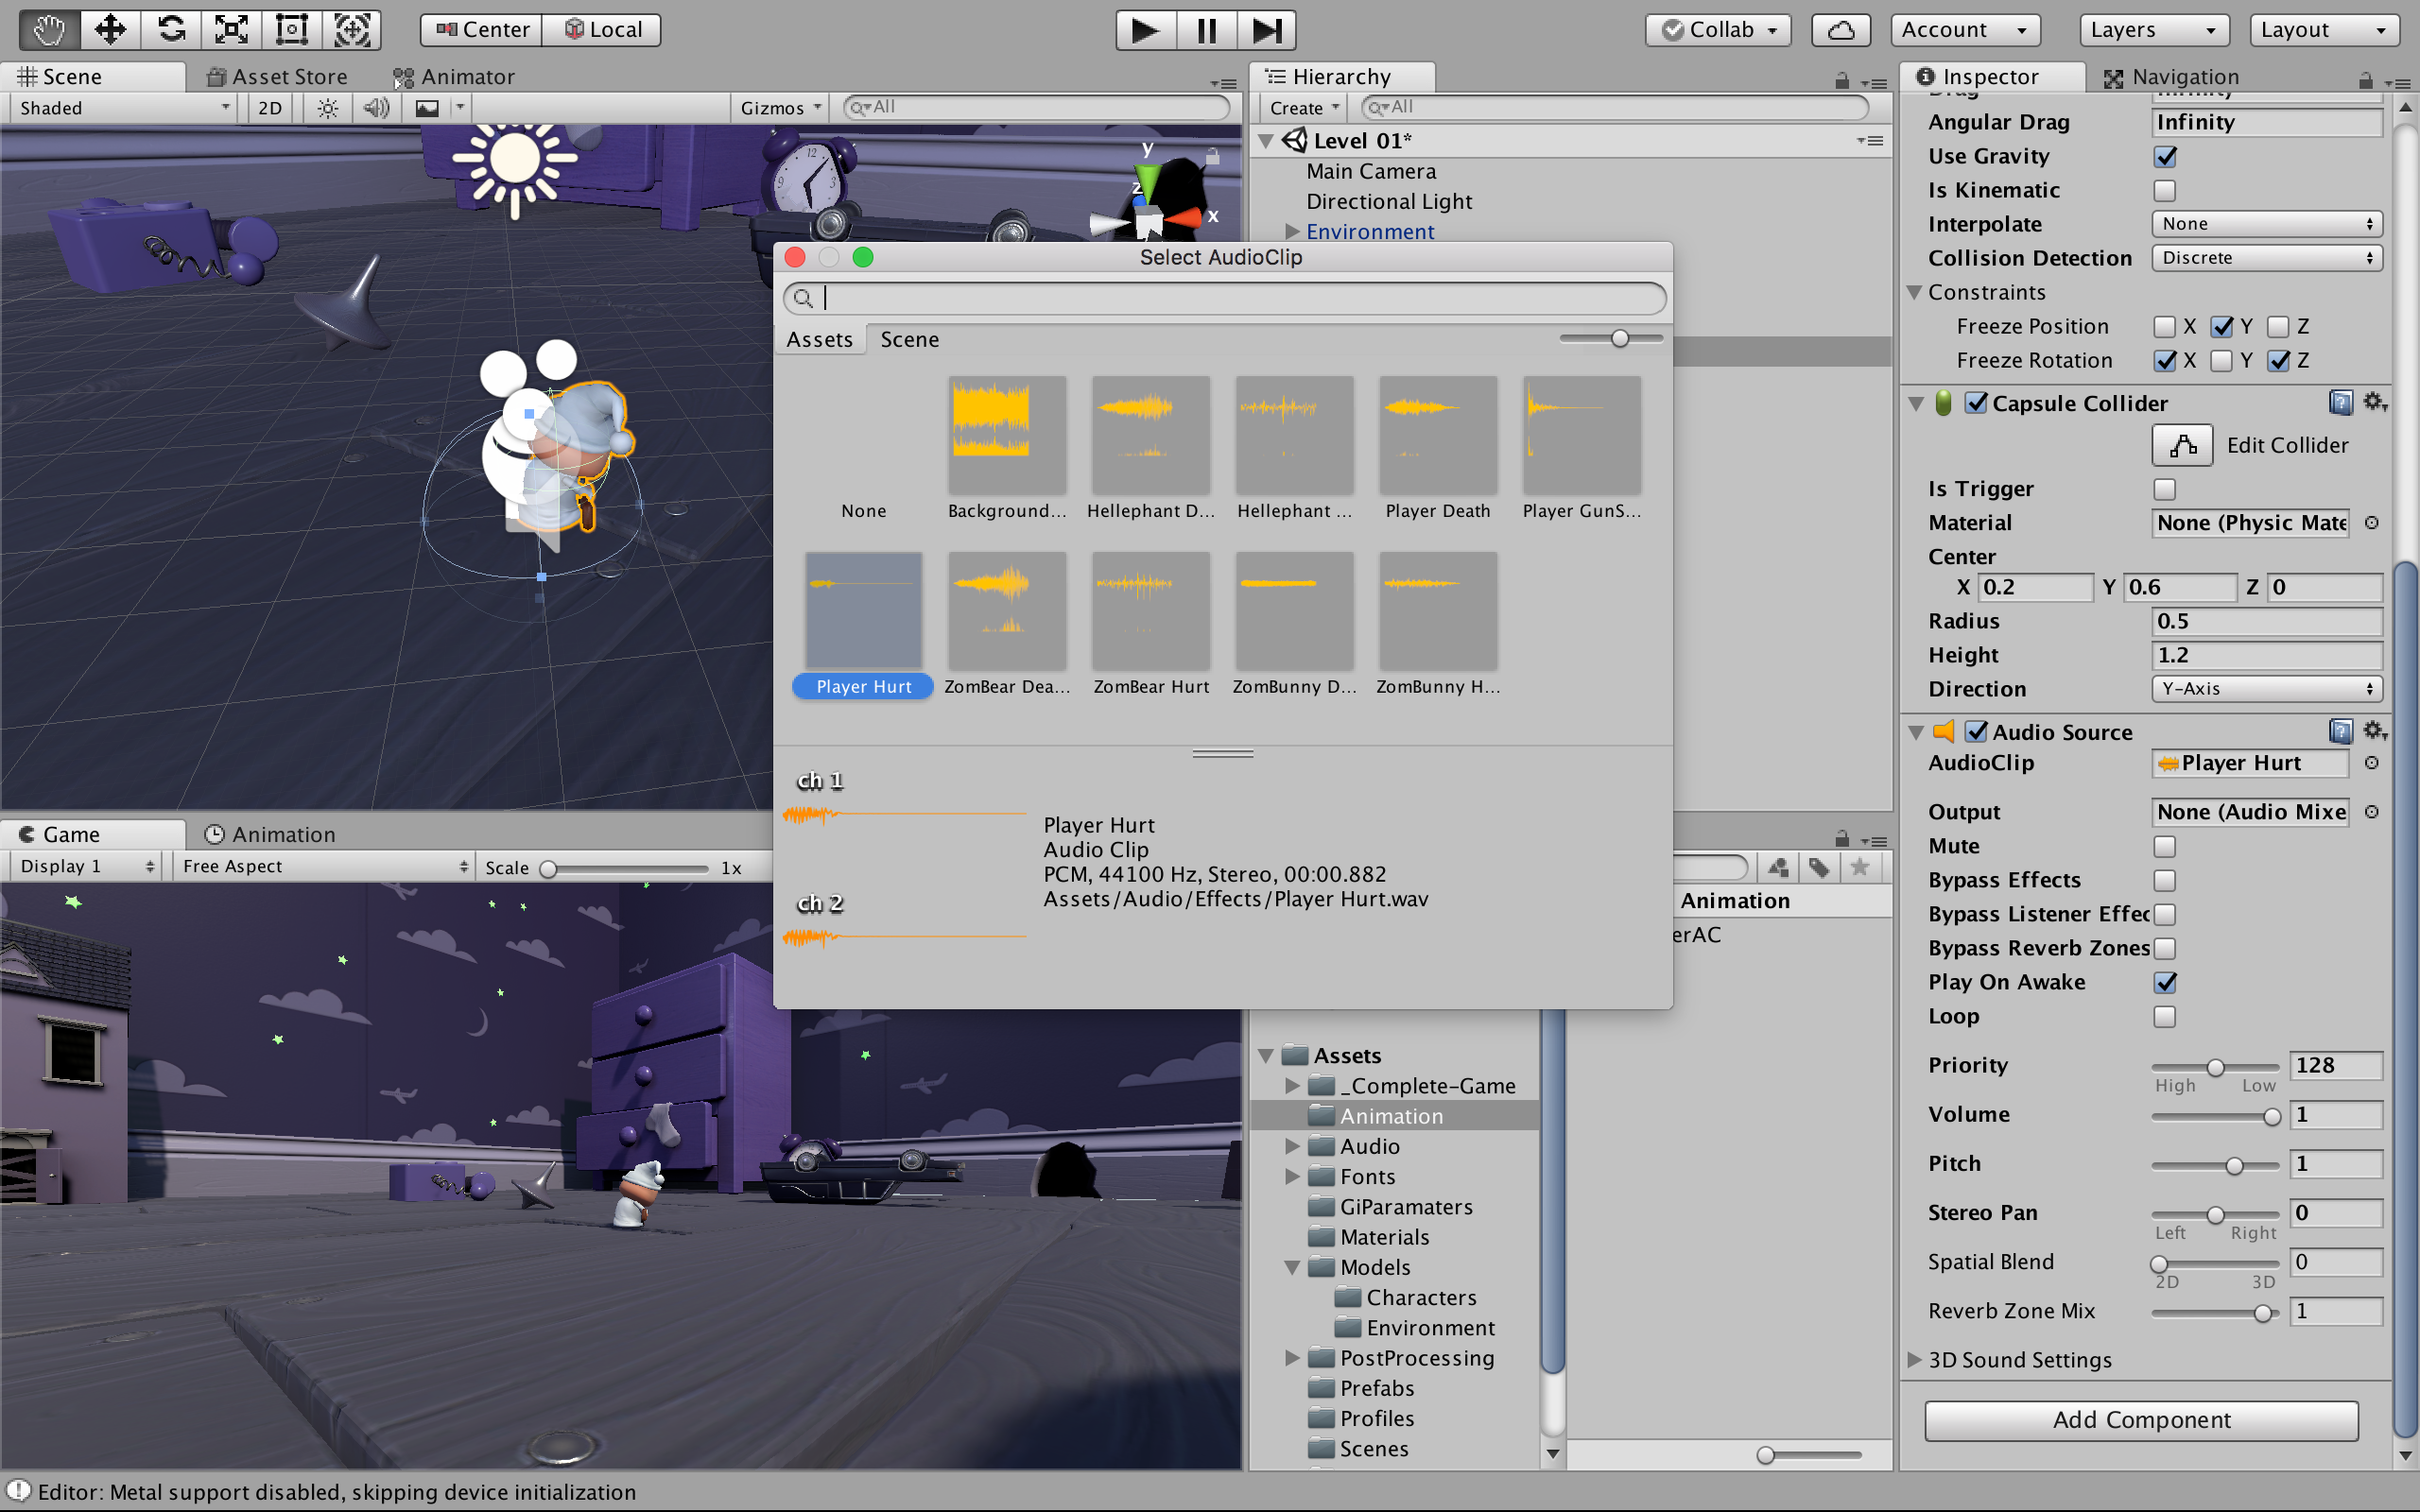 Center Local Collab Account Layers Layout
Scene Asset Store Animator
Shaded 2D Gizmos All
Hierarchy
Create All
Level 01*
Main Camera
Directional Light
Environment
y
z
x
12
3
9
Select AudioClip
Assets Scene
None Background... Hellephant D... Hellephant ... Player Death Player GunS...
Player Hurt ZomBear Dea... ZomBear Hurt ZomBunny D... ZomBunny H...
ch 1
ch 2
Player Hurt
Audio Clip
PCM, 44100 Hz, Stereo, 00:00.882
Assets/Audio/Effects/Player Hurt.wav
Game Animation
Display 1 Free Aspect Scale 1x
Animation
erAC
Assets
_Complete-Game
Animation
Audio
Fonts
GiParamaters
Materials
Models
Characters
Environment
PostProcessing
Prefabs
Profiles
Scenes
Inspector Navigation
Angular Drag Infinity
Use Gravity
Is Kinematic
Interpolate None
Collision Detection Discrete
Constraints
Freeze Position X Y Z
Freeze Rotation X Y Z
Capsule Collider
Edit Collider
Is Trigger
Material None (Physic Mate
Center
X 0.2 Y 0.6 Z 0
Radius 0.5
Height 1.2
Direction Y-Axis
Audio Source
AudioClip Player Hurt
Output None (Audio Mixe
Mute
Bypass Effects
Bypass Listener Effec
Bypass Reverb Zones
Play On Awake
Loop
Priority 128
High Low
Volume 1
Pitch 1
Stereo Pan 0
Left Right
Spatial Blend 0
2D 3D
Reverb Zone Mix 1
3D Sound Settings
Add Component
Editor: Metal support disabled, skipping device initialization